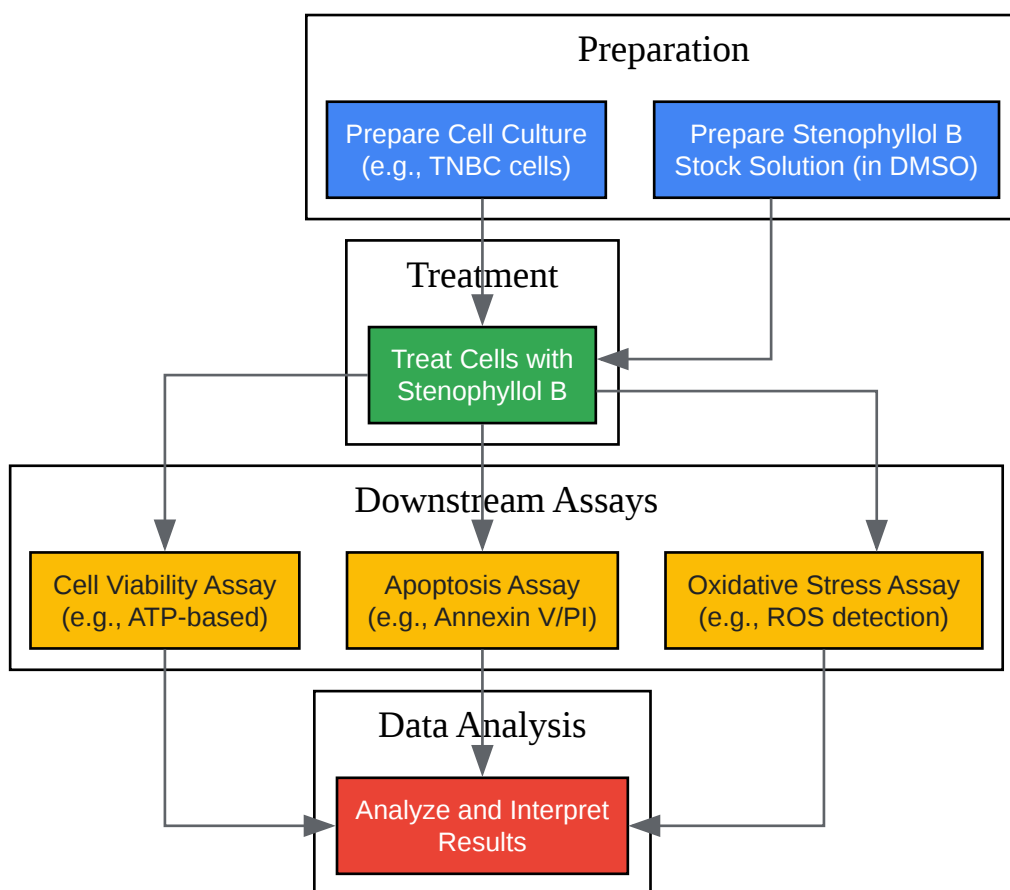 Preparation
Prepare Cell Culture
(e.g., TNBC cells)
Prepare Stenophyllol B
Stock Solution (in DMSO)
Treatment
Treat Cells with
Stenophyllol B
Downstream Assays
Cell Viability Assay
(e.g., ATP-based)
Apoptosis Assay
(e.g., Annexin V/PI)
Oxidative Stress Assay
(e.g., ROS detection)
Data Analysis
Analyze and Interpret
Results